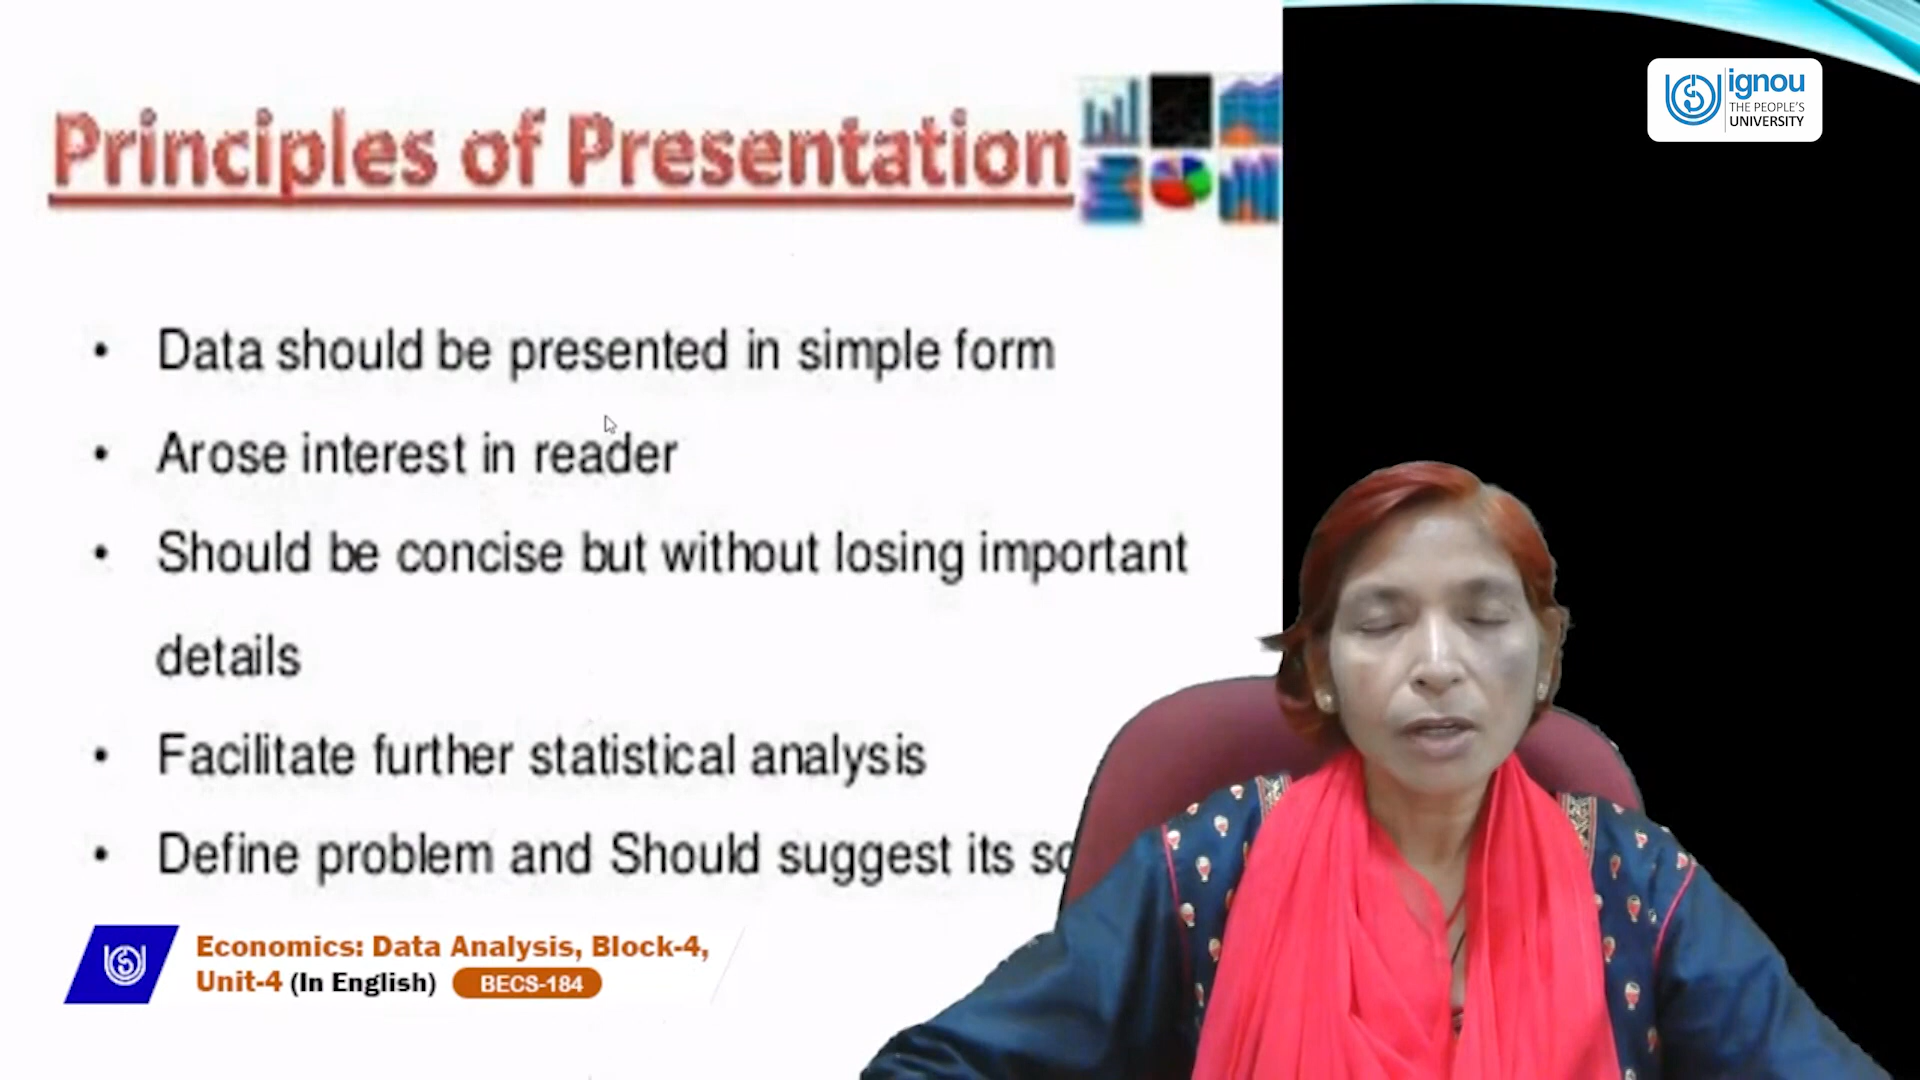 ignou
THE PEOPLE'S
UNIVERSITY
Principles of Presentation
• Data should be presented in simple form
• Arose interest in reader
• Should be concise but without losing important
details
• Facilitate further statistical analysis
• Define problem and Should suggest its
Economics: Data Analysis, Block-4,
Unit-4 (In English) BECS-184